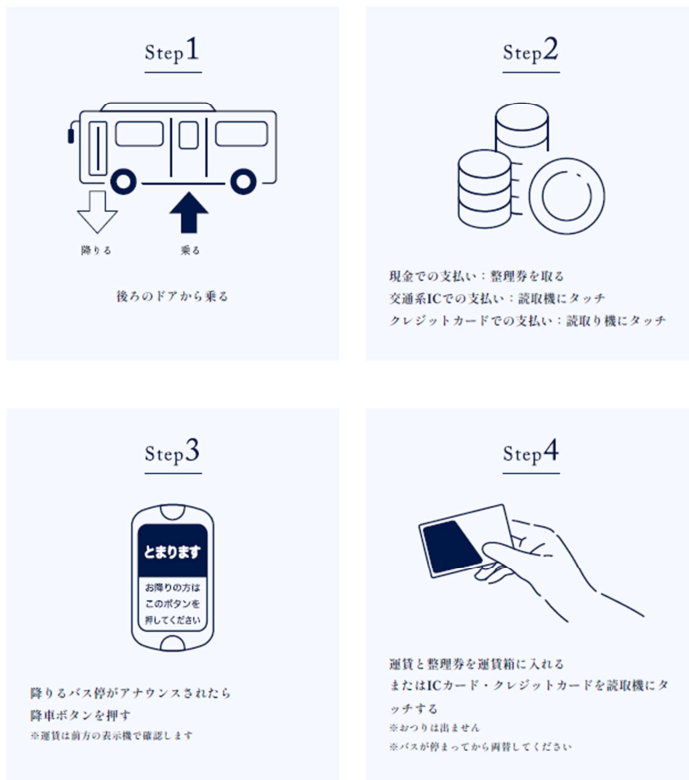 Step1
降りる
乗る
後ろのドアから乗る
Step2
現金での支払い：整理券を取る
交通系ICでの支払い：読取機にタッチ
クレジットカードでの支払い：読取り機にタッチ
Step3
とまります
お降りの方は
このボタンを
押してください
降りるバス停がアナウンスされたら
降車ボタンを押す
※運賃は前方の表示機で確認します
Step4
運賃と整理券を運賃箱に入れる
またはICカード・クレジットカードを読取機にタ
ッチする
※おつりは出ません
※バスが停まってから両替してください